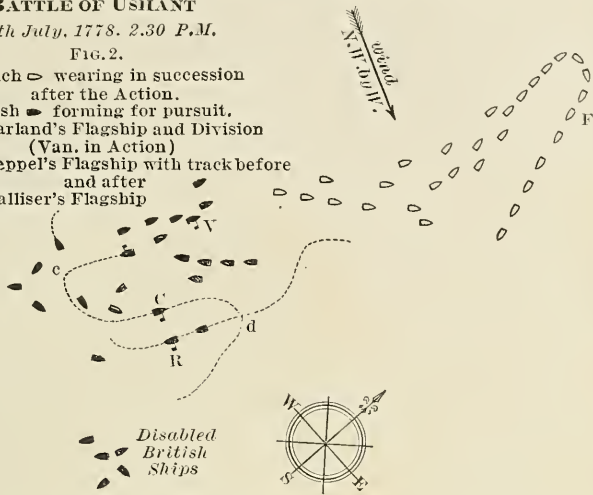 BATTLE OF USHANT
th July, 1778. 2.30 P.M.
FIG.2.
ch wearing in succession
after the Action.
sh forming for pursuit.
arland's Flagship and Division
(Van. in Action)
eppel's Flagship with track before
and after
alliser's Flagship
wind
N.W. by W.
F
V
c
C
d
R
Disabled
British
Ships
W
S
E